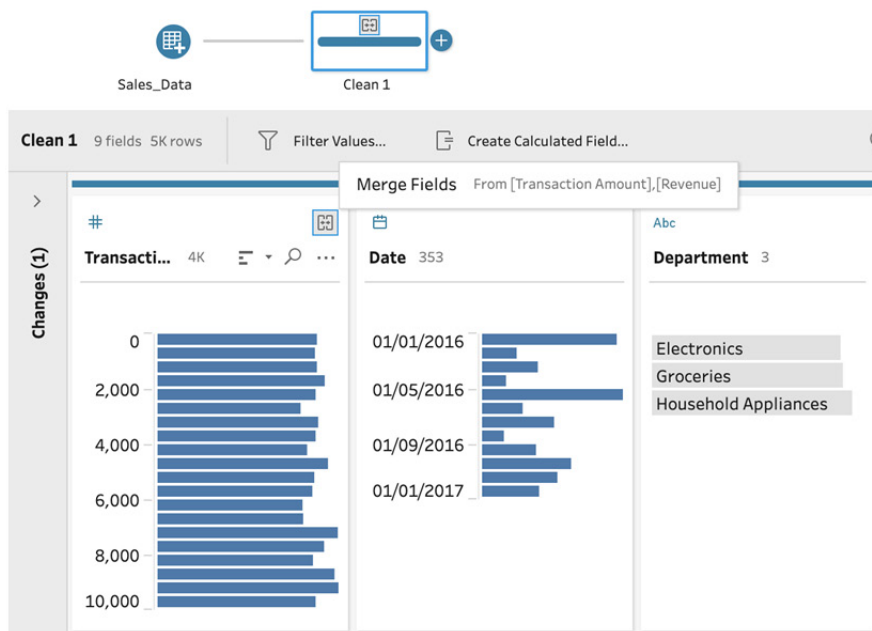 Sales_Data
Clean 1
Clean 1 9 fields 5K rows Filter Values... Create Calculated Field...
Merge Fields From [Transaction Amount],[Revenue]
Changes (1)
#
Transacti... 4K
0
2,000
4,000
6,000
8,000
10,000
Date 353
01/01/2016
01/05/2016
01/09/2016
01/01/2017
Abc
Department 3
Electronics
Groceries
Household Appliances